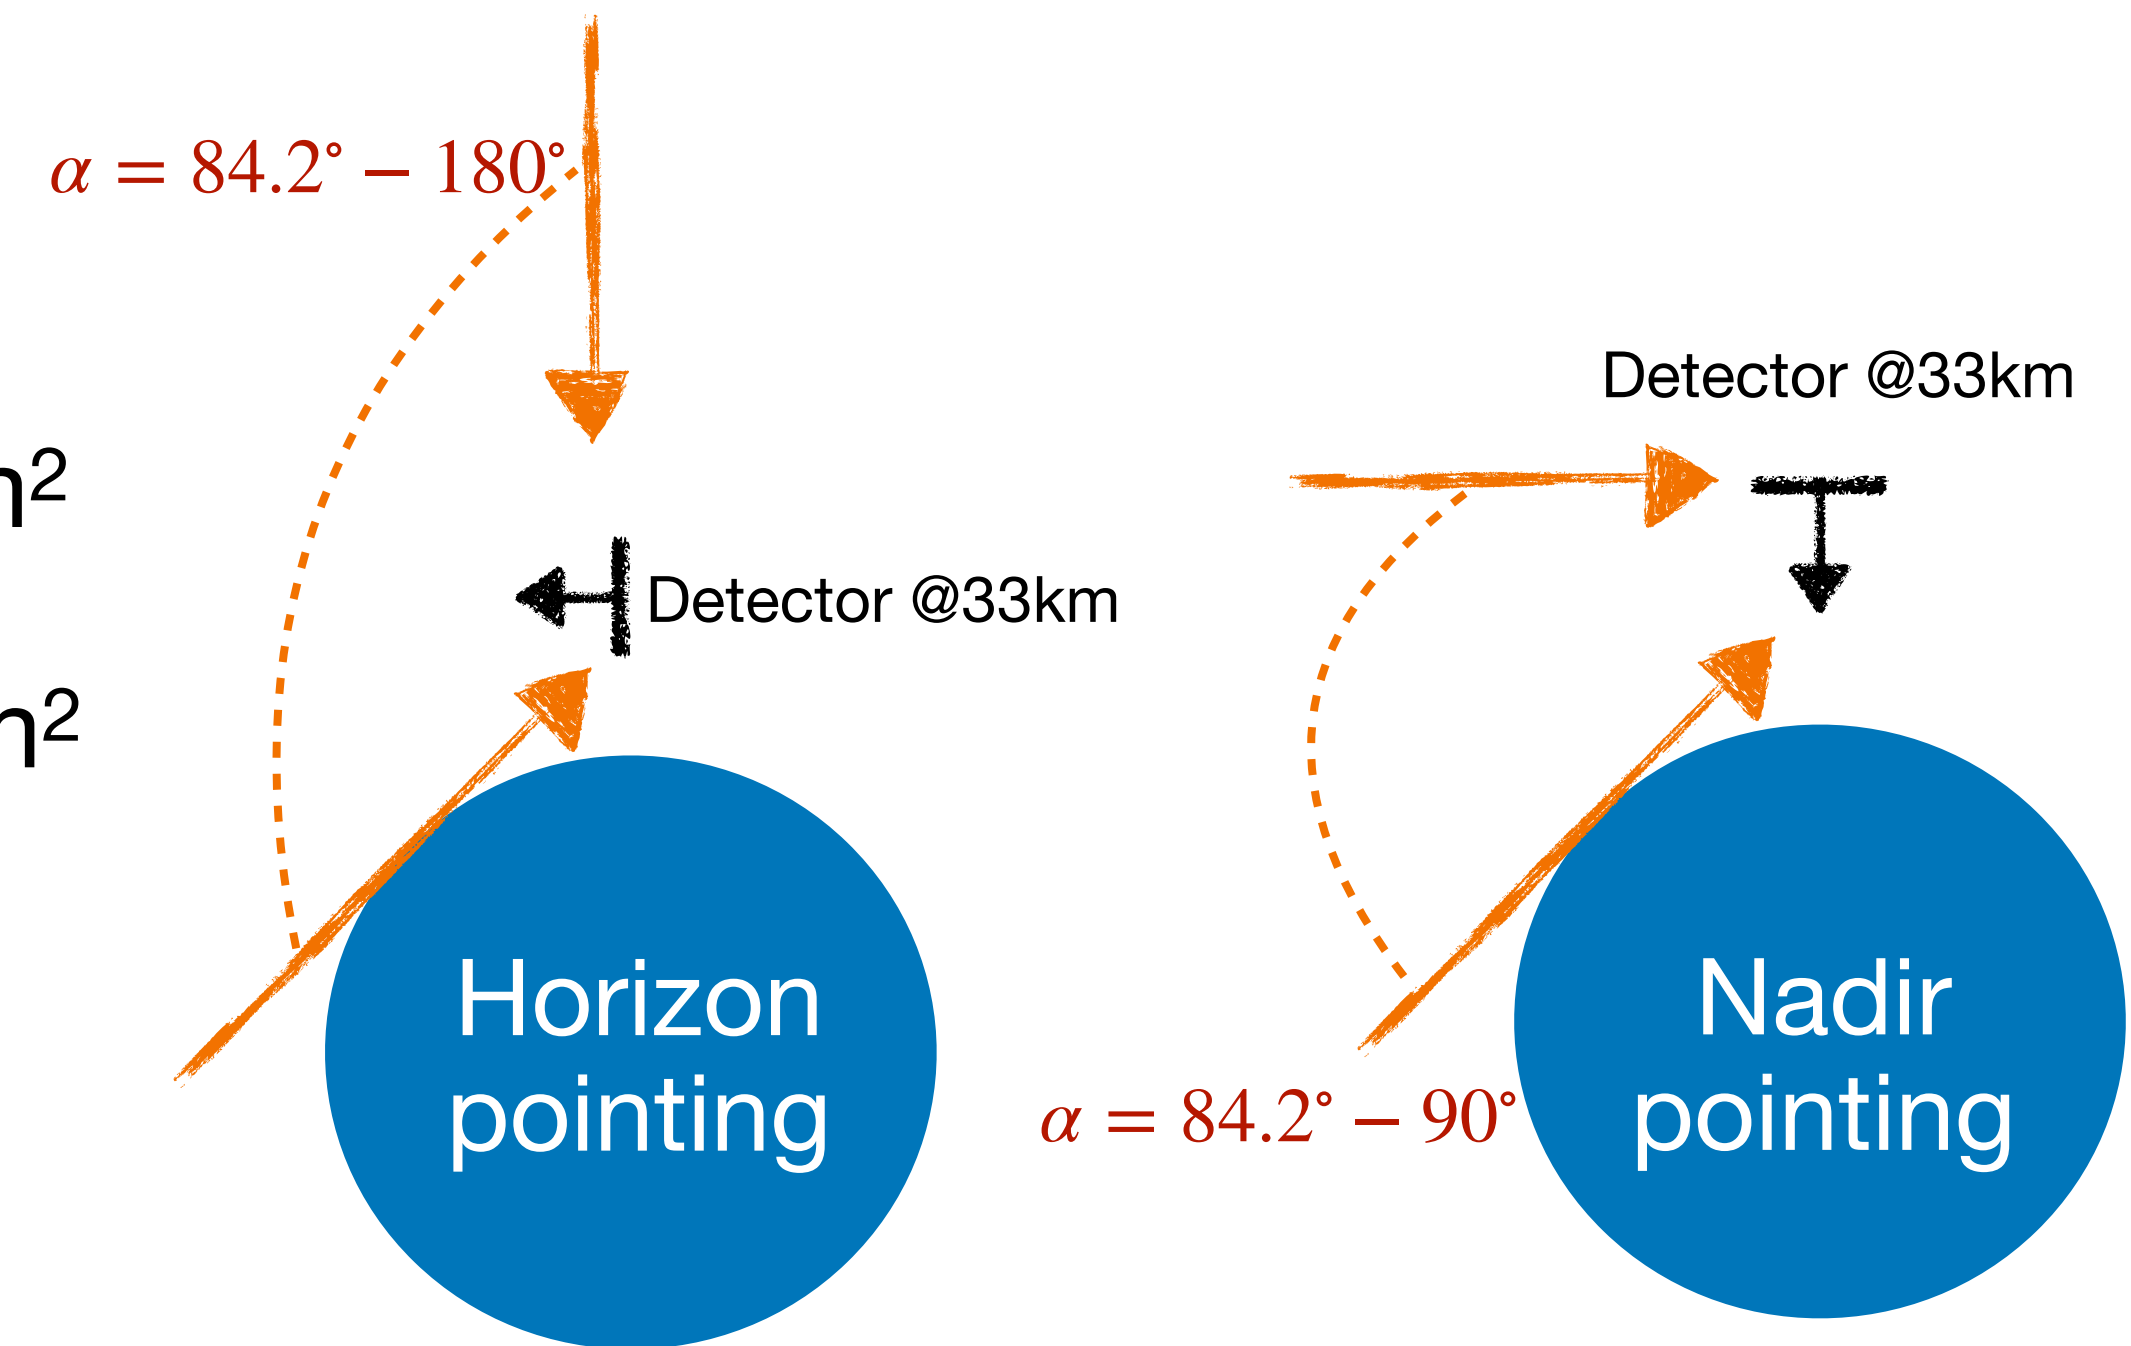 α = 84.2° − 180°
Detector @33km
Horizon
pointing
Detector @33km
α = 84.2° − 90°
Nadir
pointing